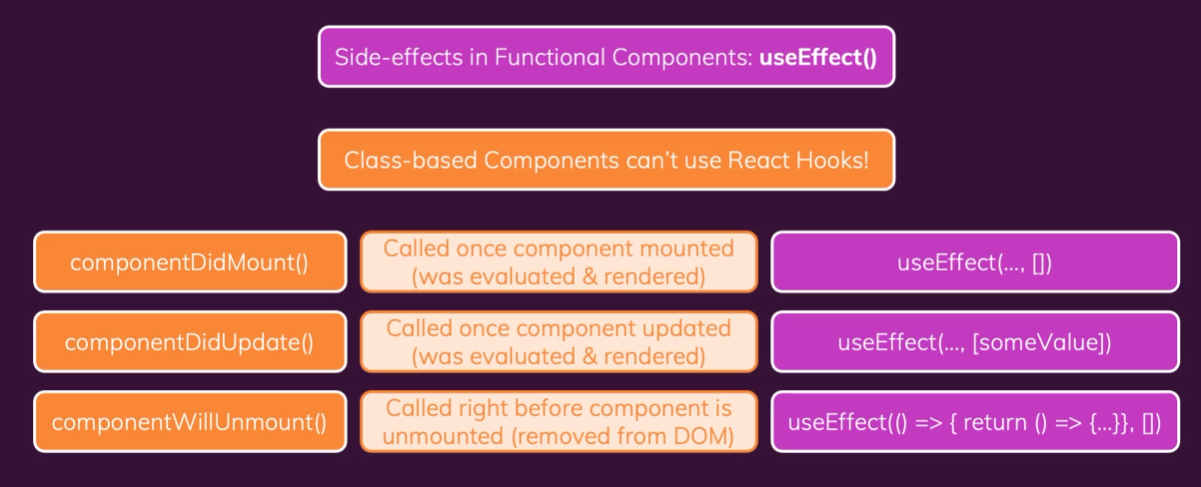 Side-effects in Functional Components: useEffect()
Class-based Components can’t use React Hooks!
componentDidMount()
Called once component mounted
(was evaluated & rendered)
useEffect(..., [])
componentDidUpdate()
Called once component updated
(was evaluated & rendered)
useEffect(..., [someValue])
componentWillUnmount()
Called right before component is
unmounted (removed from DOM)
useEffect(() => { return () => {...}}, [])